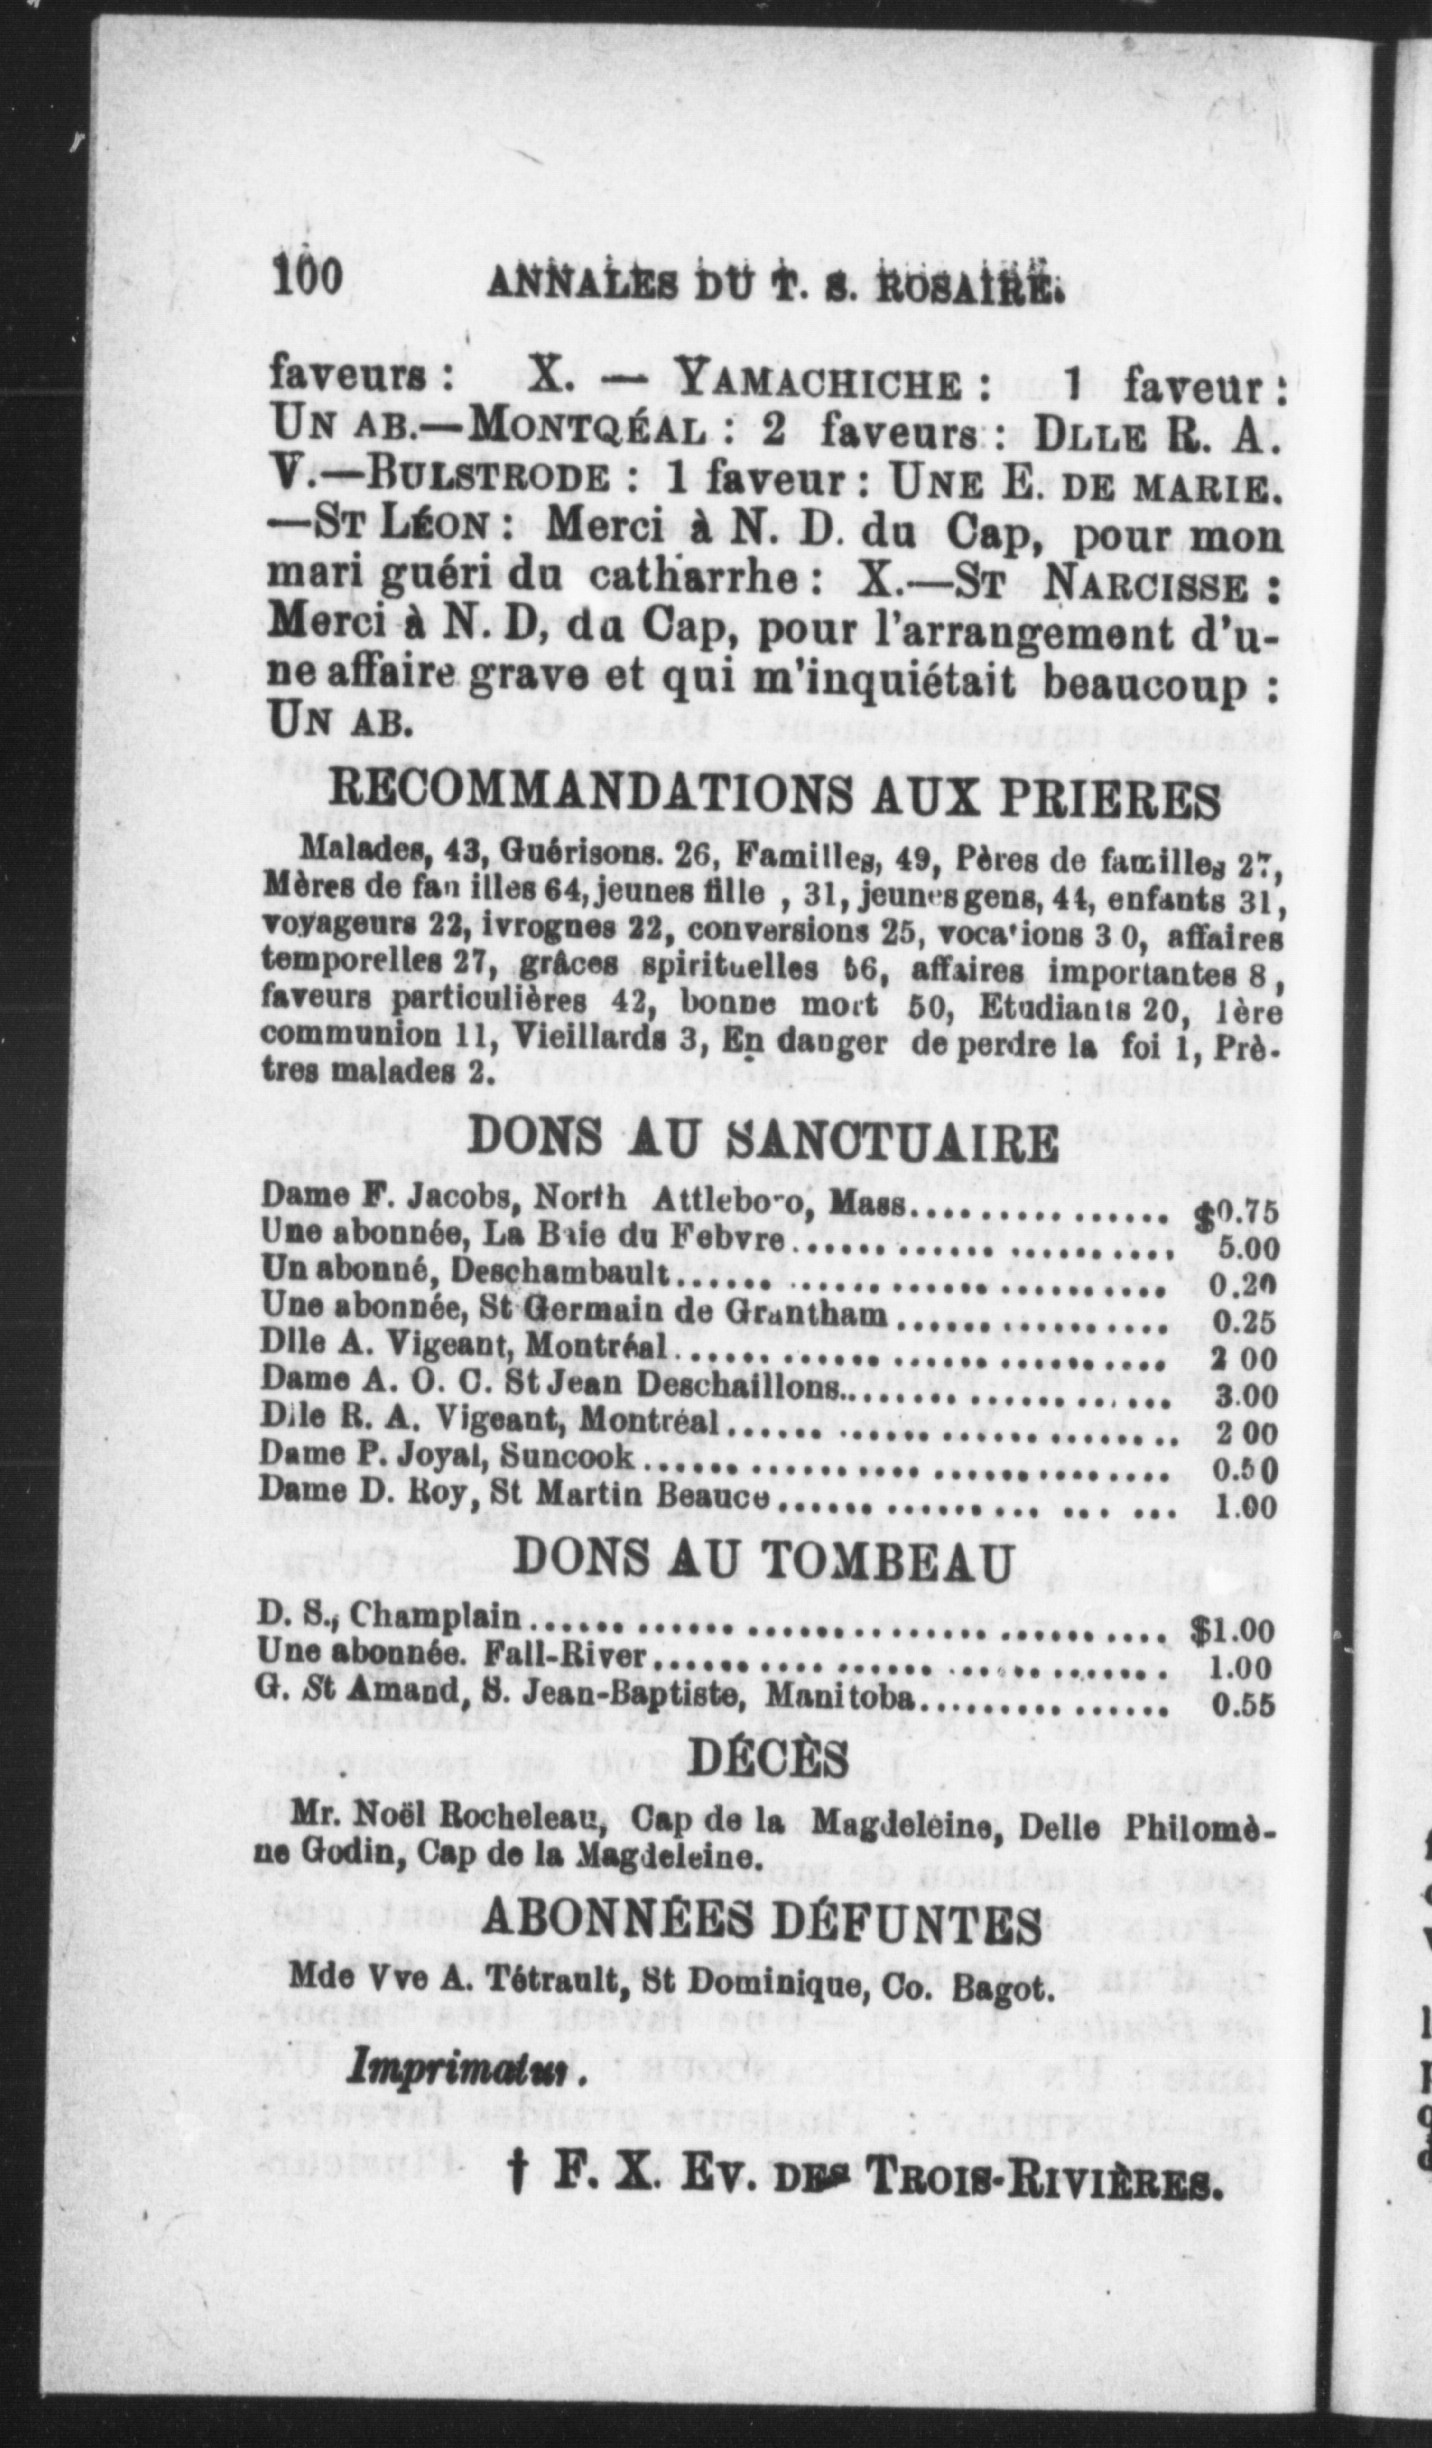 100 ANNALES DU T. S. ROSAIRE.
faveurs : X. — YAMACHICHE : 1 faveur :
UN AB.—MONTQÉAL : 2 faveurs : DLLE R. A.
V.—BULSTRODE : 1 faveur : UNE E. DE MARIE.
—ST LÉON : Merci à N. D. du Cap, pour mon
mari guéri du catharrhe : X.—ST NARCISSE :
Merci à N. D, du Cap, pour l'arrangement d'u-
ne affaire grave et qui m'inquiétait beaucoup :
UN AB.
RECOMMANDATIONS AUX PRIERES
Malades, 43, Guérisons. 26, Familles, 49, Pères de familles 27,
Mères de fam illes 64, jeunes fille , 31, jeunes gens, 44, enfants 31,
voyageurs 22, ivrognes 22, conversions 25, vocations 3 0, affaires
temporelles 27, grâces spirituelles 56, affaires importantes 8,
faveurs particulières 42, bonne mort 50, Etudiants 20, 1ère
communion 11, Vieillards 3, En danger de perdre la foi 1, Prê-
tres malades 2.
DONS AU SANCTUAIRE
Dame F. Jacobs, North Attleboro, Mass................ $0.75
Une abonnée, La Baie du Febvre...................... 5.00
Un abonné, Deschambault............................ 0.20
Une abonnée, St Germain de Grantham................ 0.25
Dlle A. Vigeant, Montréal............................ 2 00
Dame A. O. C. St Jean Deschaillons................... 3.00
Dlle R. A. Vigeant, Montréal......................... 2 00
Dame P. Joyal, Suncook.............................. 0.50
Dame D. Roy, St Martin Beauce...................... 1.00
DONS AU TOMBEAU
D. S., Champlain.................................... $1.00
Une abonnée. Fall-River............................. 1.00
G. St Amand, S. Jean-Baptiste, Manitoba............... 0.55
DÉCÈS
Mr. Noël Rocheleau, Cap de la Magdeleine, Delle Philomè-
ne Godin, Cap de la Magdeleine.
ABONNÉES DÉFUNTES
Mde Vve A. Tétrault, St Dominique, Co. Bagot.
Imprimatur.
† F. X. EV. DES TROIS-RIVIÈRES.